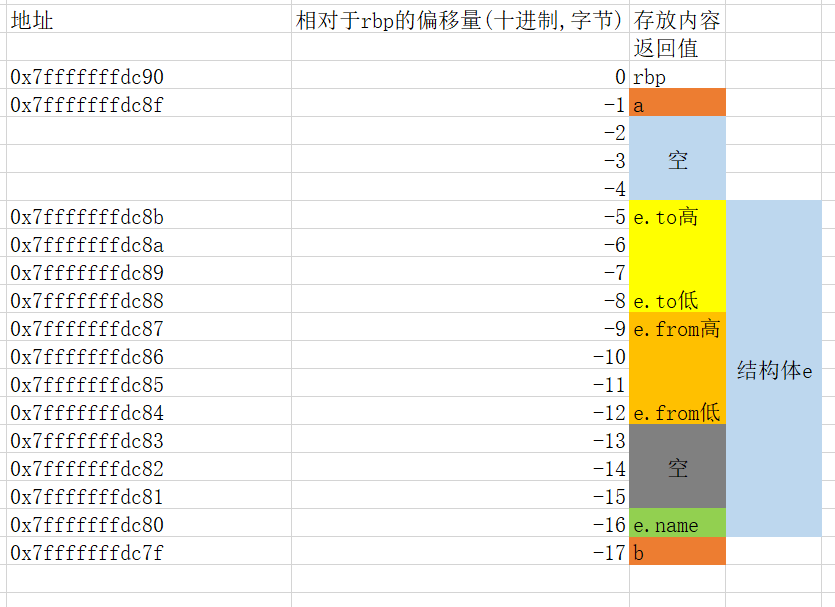 地址 相对于rbp的偏移量(十进制,字节) 存放内容
返回值
0x7fffffffdc90 0 rbp
0x7fffffffdc8f -1 a
-2
-3 空
-4
0x7fffffffdc8b -5 e.to高
0x7fffffffdc8a -6
0x7fffffffdc89 -7
0x7fffffffdc88 -8 e.to低
0x7fffffffdc87 -9 e.from高
0x7fffffffdc86 -10 结构体e
0x7fffffffdc85 -11
0x7fffffffdc84 -12 e.from低
0x7fffffffdc83 -13
0x7fffffffdc82 -14 空
0x7fffffffdc81 -15
0x7fffffffdc80 -16 e.name
0x7fffffffdc7f -17 b